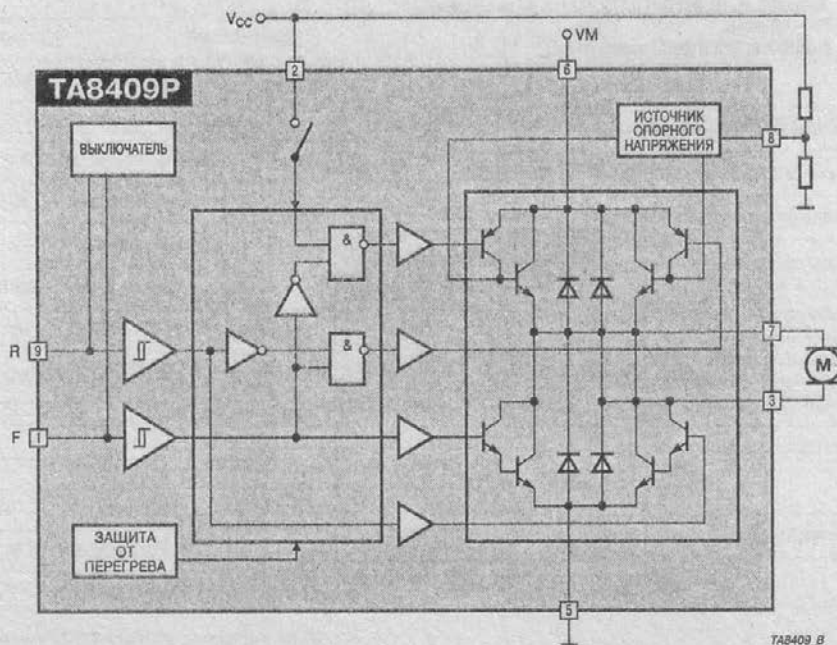 VCC
VM
2
6
TA8409P
ВЫКЛЮЧАТЕЛЬ
ИСТОЧНИК
ОПОРНОГО
НАПРЯЖЕНИЯ
8
&
R 9
&
7
M
3
F 1
ЗАЩИТА
ОТ
ПЕРЕГРЕВА
5
TA8409 B